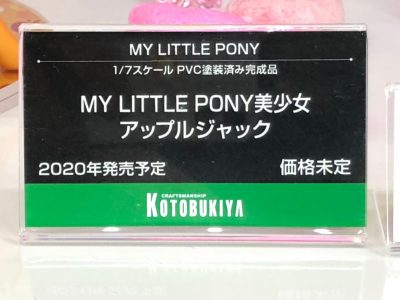 MY LITTLE PONY
1/7スケール PVC塗装済み完成品
MY LITTLE PONY美少女
アップルジャック
2020年発売予定 価格未定
CRAFTSMANSHIP
KOTOBUKIYA